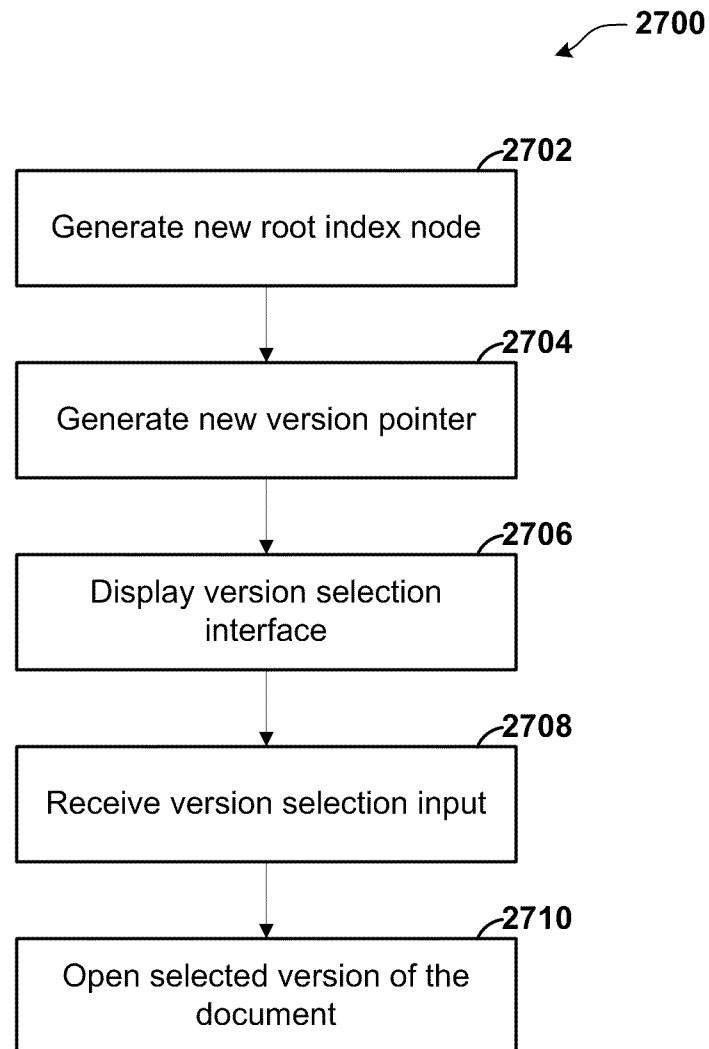 2700
2702
Generate new root index node
2704
Generate new version pointer
2706
Display version selection
interface
2708
Receive version selection input
2710
Open selected version of the
document